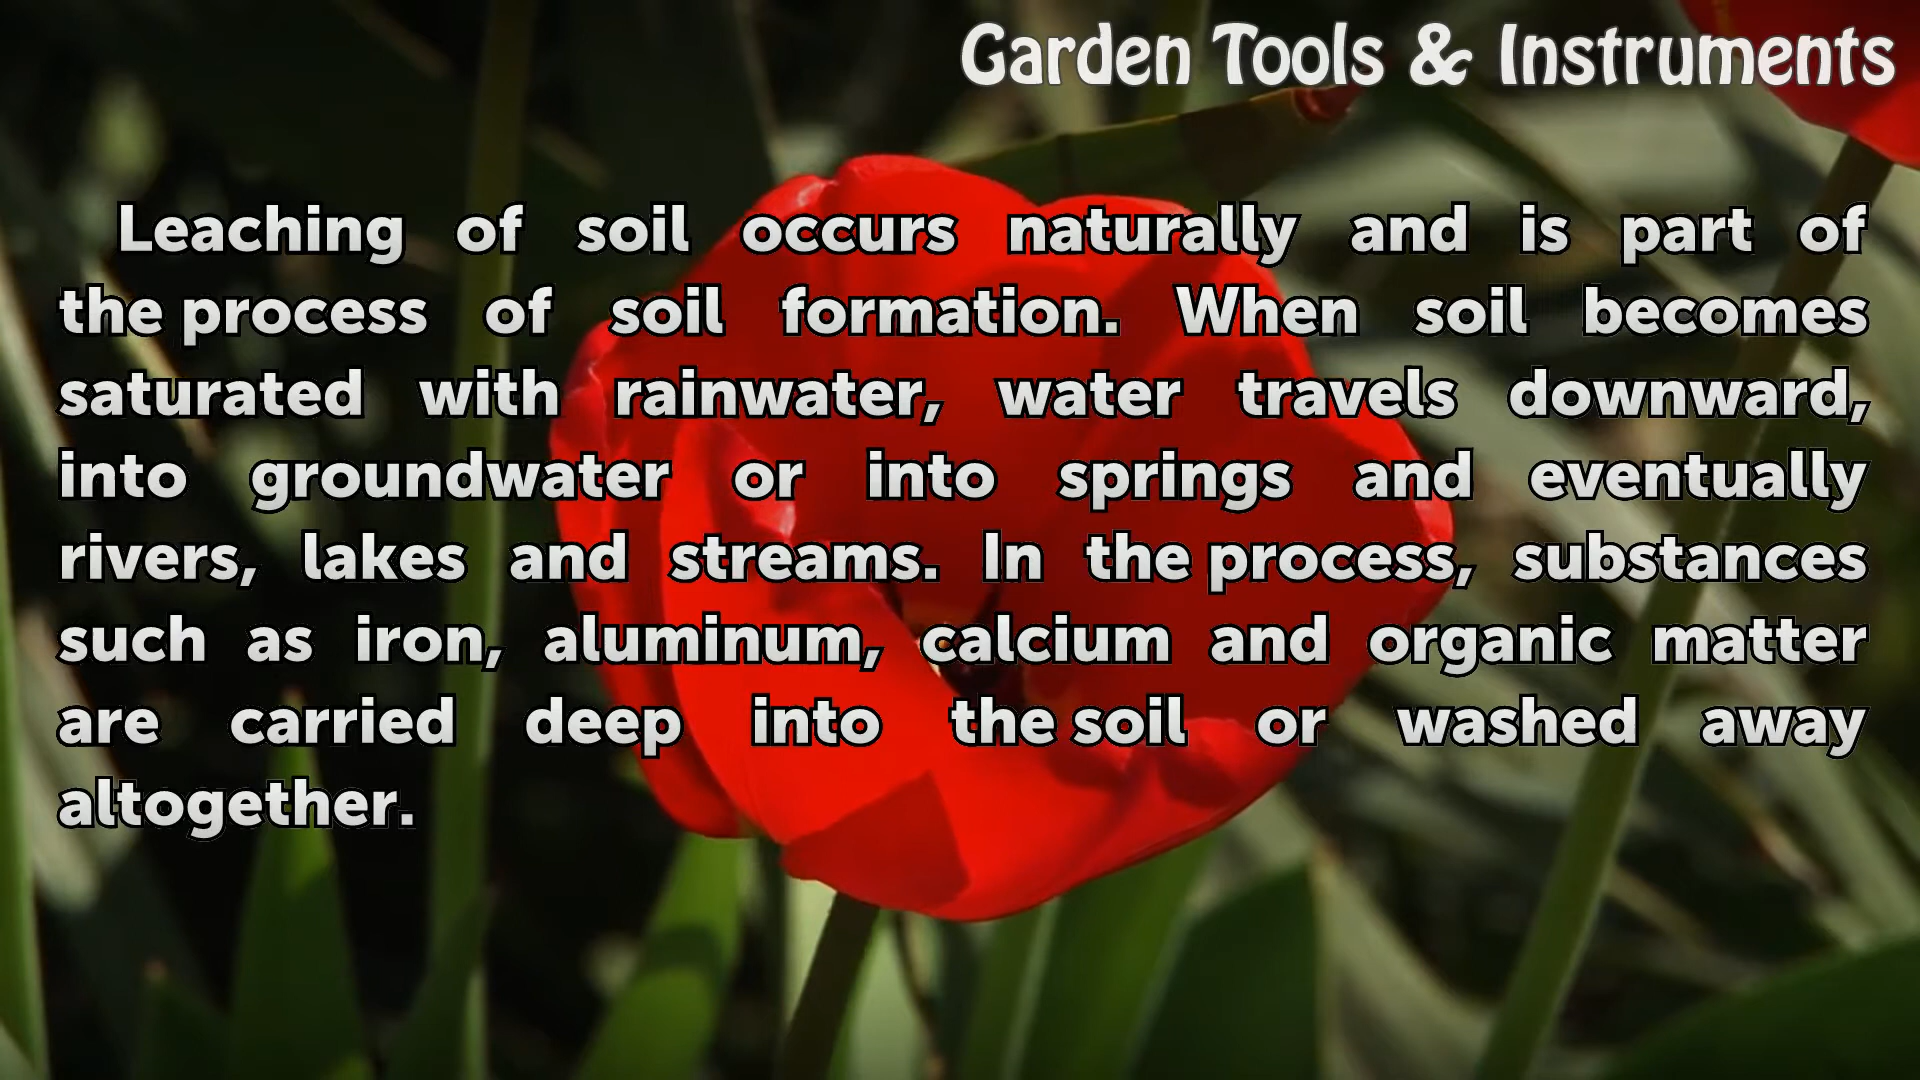 Garden Tools & Instruments
Leaching of soil occurs naturally and is part of
the process of soil formation. When soil becomes
saturated with rainwater, water travels downward,
into groundwater or into springs and eventually
rivers, lakes and streams. In the process, substances
such as iron, aluminum, calcium and organic matter
are carried deep into the soil or washed away
altogether.